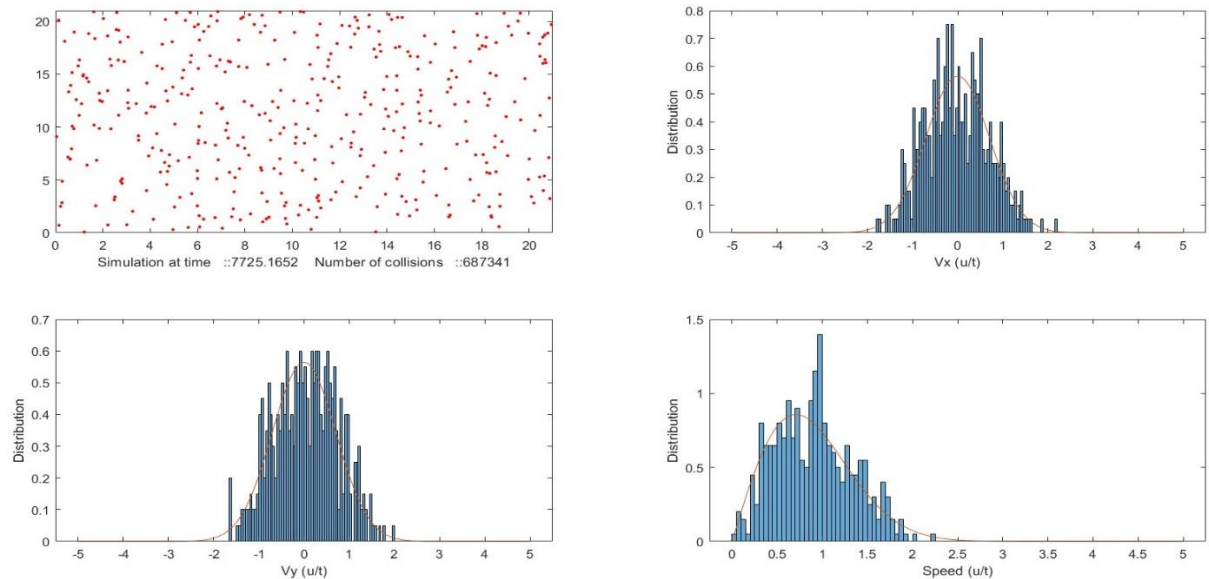 20
15
10
5
0
0 2 4 6 8 10 12 14 16 18 20
Simulation at time ::7725.1652 Number of collisions ::687341
0.8
0.7
0.6
0.5
0.4
0.3
0.2
0.1
0
Distribution
-5 -4 -3 -2 -1 0 1 2 3 4 5
Vx (u/t)
0.7
0.6
0.5
0.4
0.3
0.2
0.1
0
Distribution
-5 -4 -3 -2 -1 0 1 2 3 4 5
Vy (u/t)
1.5
1
0.5
0
Distribution
0 0.5 1 1.5 2 2.5 3 3.5 4 4.5 5
Speed (u/t)